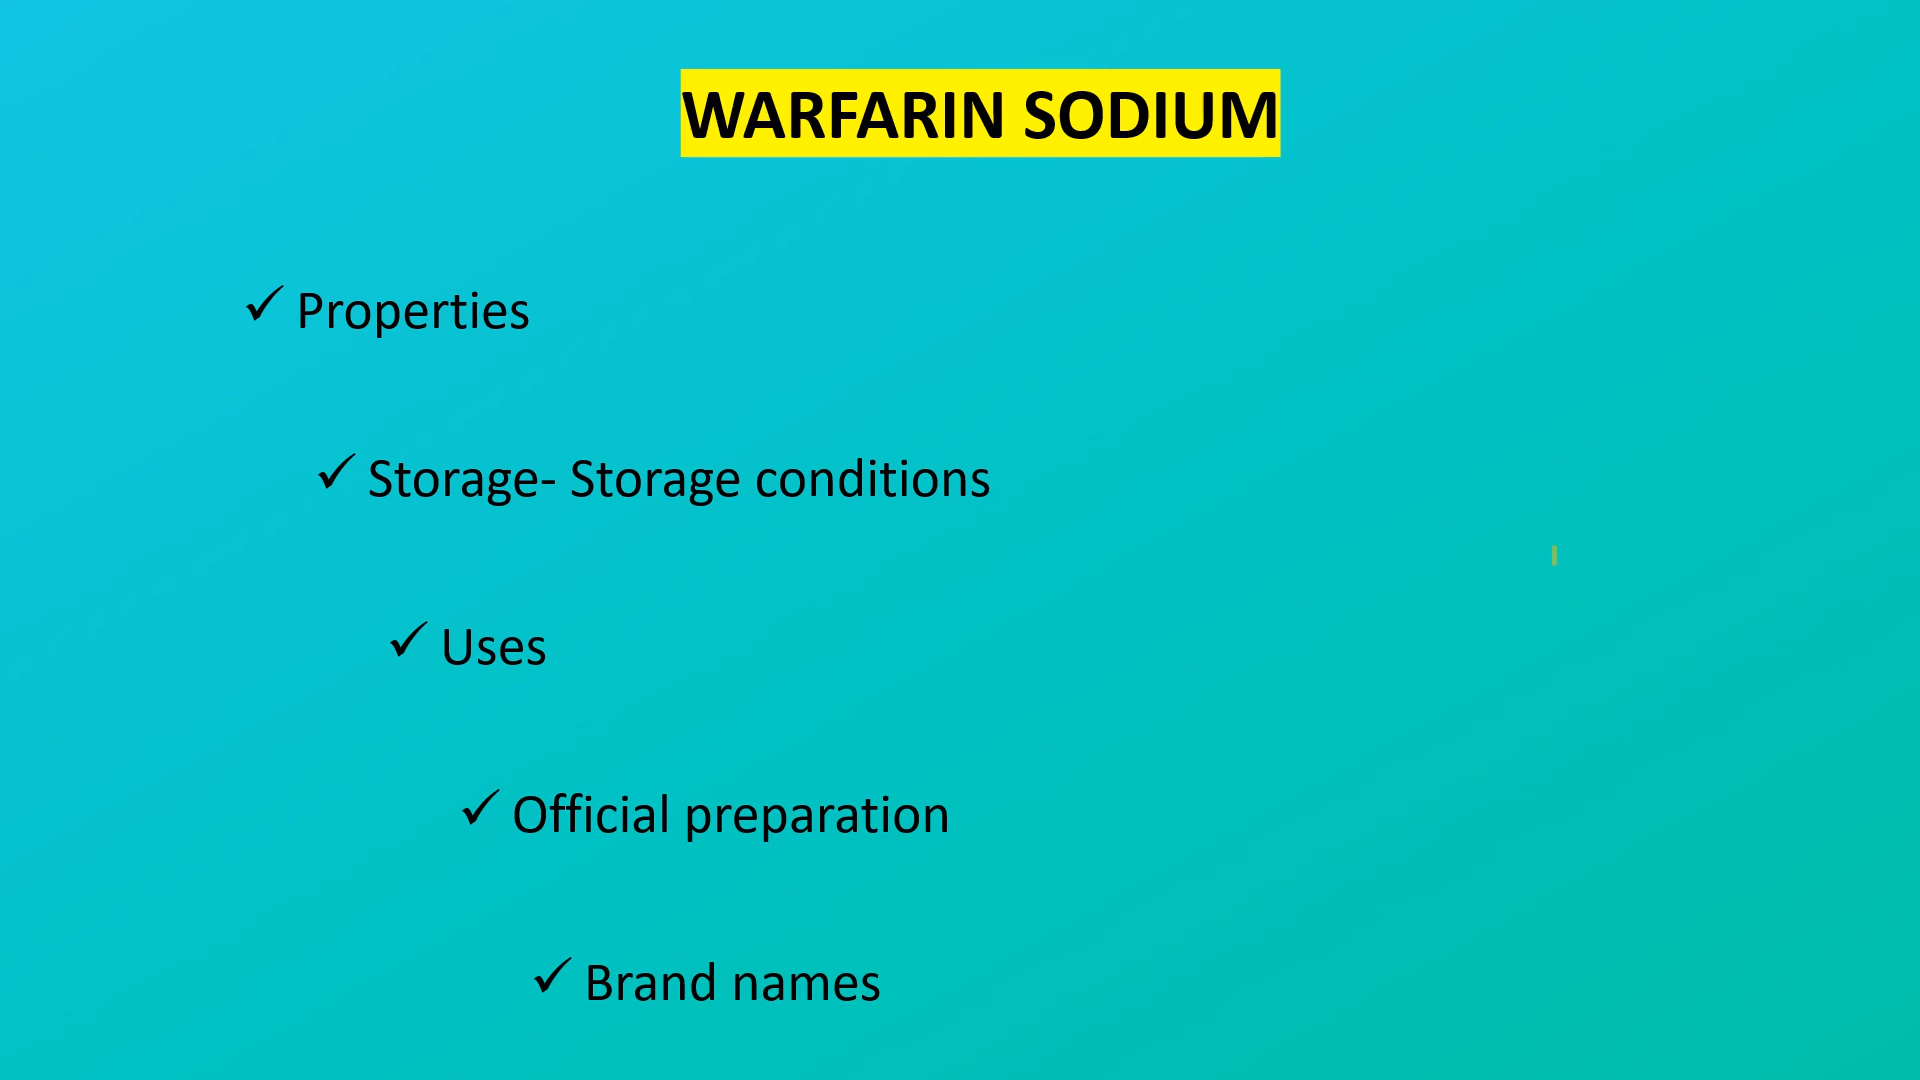 WARFARIN SODIUM
✓ Properties
✓ Storage- Storage conditions
✓ Uses
✓ Official preparation
✓ Brand names